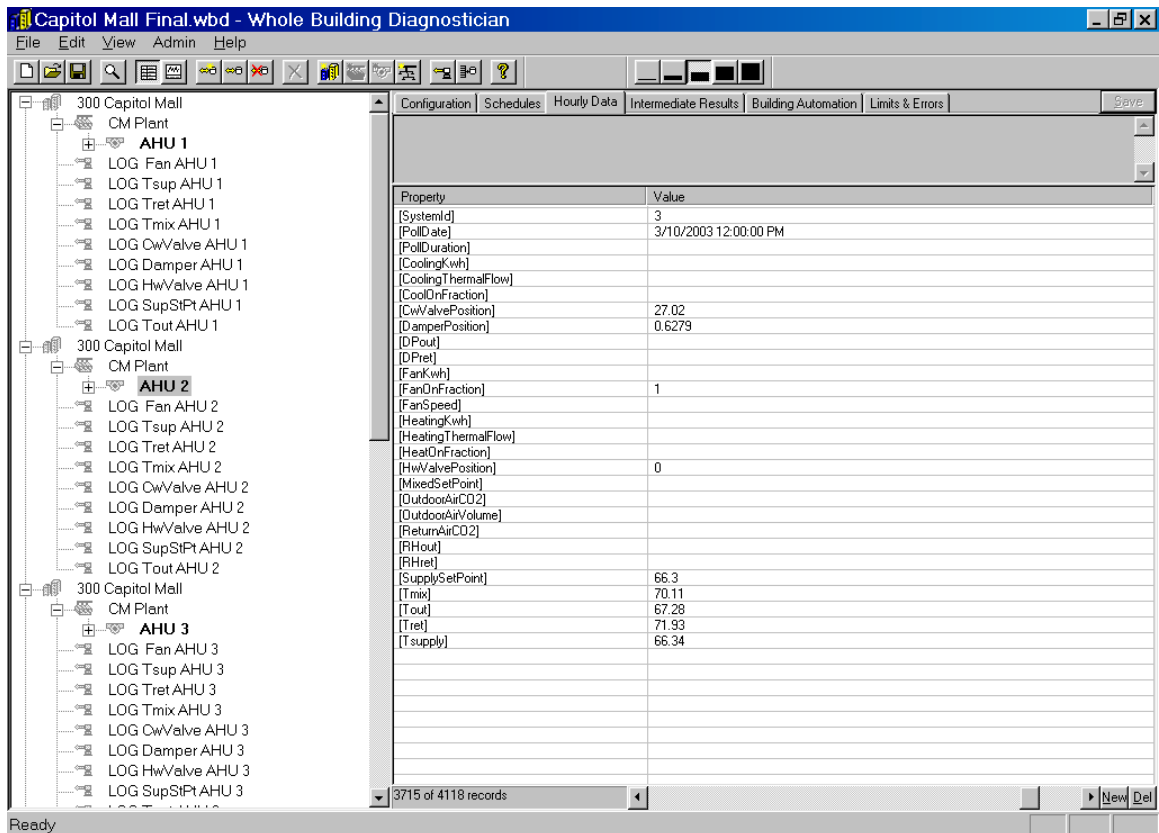 Capitol Mall Final.wbd - Whole Building Diagnostician
File Edit View Admin Help
300 Capitol Mall
CM Plant
AHU 1
LOG Fan AHU 1
LOG Tsup AHU 1
LOG Tret AHU 1
LOG Tmix AHU 1
LOG CwValve AHU 1
LOG Damper AHU 1
LOG HwValve AHU 1
LOG SupStPt AHU 1
LOG Tout AHU 1
300 Capitol Mall
CM Plant
AHU 2
LOG Fan AHU 2
LOG Tsup AHU 2
LOG Tret AHU 2
LOG Tmix AHU 2
LOG CwValve AHU 2
LOG Damper AHU 2
LOG HwValve AHU 2
LOG SupStPt AHU 2
LOG Tout AHU 2
300 Capitol Mall
CM Plant
AHU 3
LOG Fan AHU 3
LOG Tsup AHU 3
LOG Tret AHU 3
LOG Tmix AHU 3
LOG CwValve AHU 3
LOG Damper AHU 3
LOG HwValve AHU 3
LOG SupStPt AHU 3
Configuration Schedules Hourly Data Intermediate Results Building Automation Limits & Errors Save
Property Value
[SystemId] 3
[PollDate] 3/10/2003 12:00:00 PM
[PollDuration]
[CoolingKwh]
[CoolingThermalFlow]
[CoolOnFraction]
[CwValvePosition] 27.02
[DamperPosition] 0.6279
[DPout]
[DPret]
[FanKwh]
[FanOnFraction] 1
[FanSpeed]
[HeatingKwh]
[HeatingThermalFlow]
[HeatOnFraction]
[HwValvePosition] 0
[MixedSetPoint]
[OutdoorAirCO2]
[OutdoorAirVolume]
[ReturnAirCO2]
[RHout]
[RHret]
[SupplySetPoint] 66.3
[Tmix] 70.11
[Tout] 67.28
[Tret] 71.93
[Tsupply] 66.34
3715 of 4118 records New Del
Ready